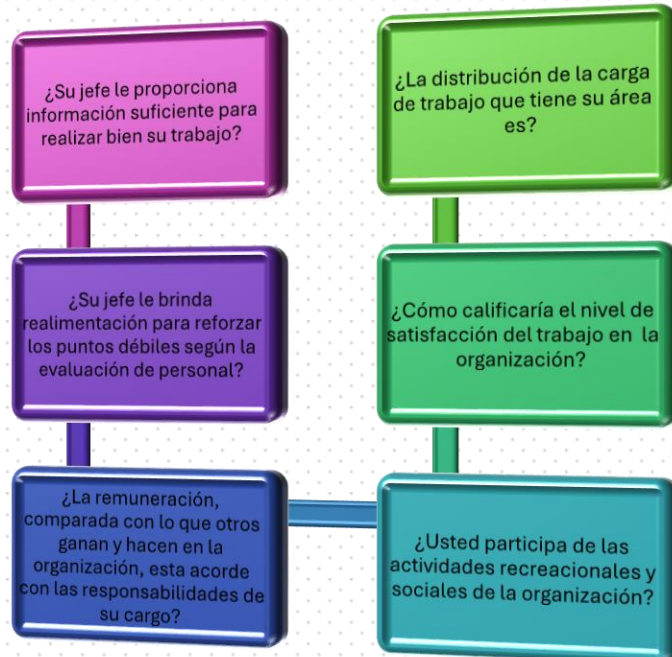 ¿Su jefe le proporciona
información suficiente para
realizar bien su trabajo?
¿Su jefe le brinda
realimentación para reforzar
los puntos débiles según la
evaluación de personal?
¿La remuneración,
comparada con lo que otros
ganan y hacen en la
organización, esta acorde
con las responsabilidades de
su cargo?
¿Usted participa de las
actividades recreacionales y
sociales de la organización?
¿Cómo calificaría el nivel de
satisfacción del trabajo en la
organización?
¿La distribución de la carga
de trabajo que tiene su área
es?